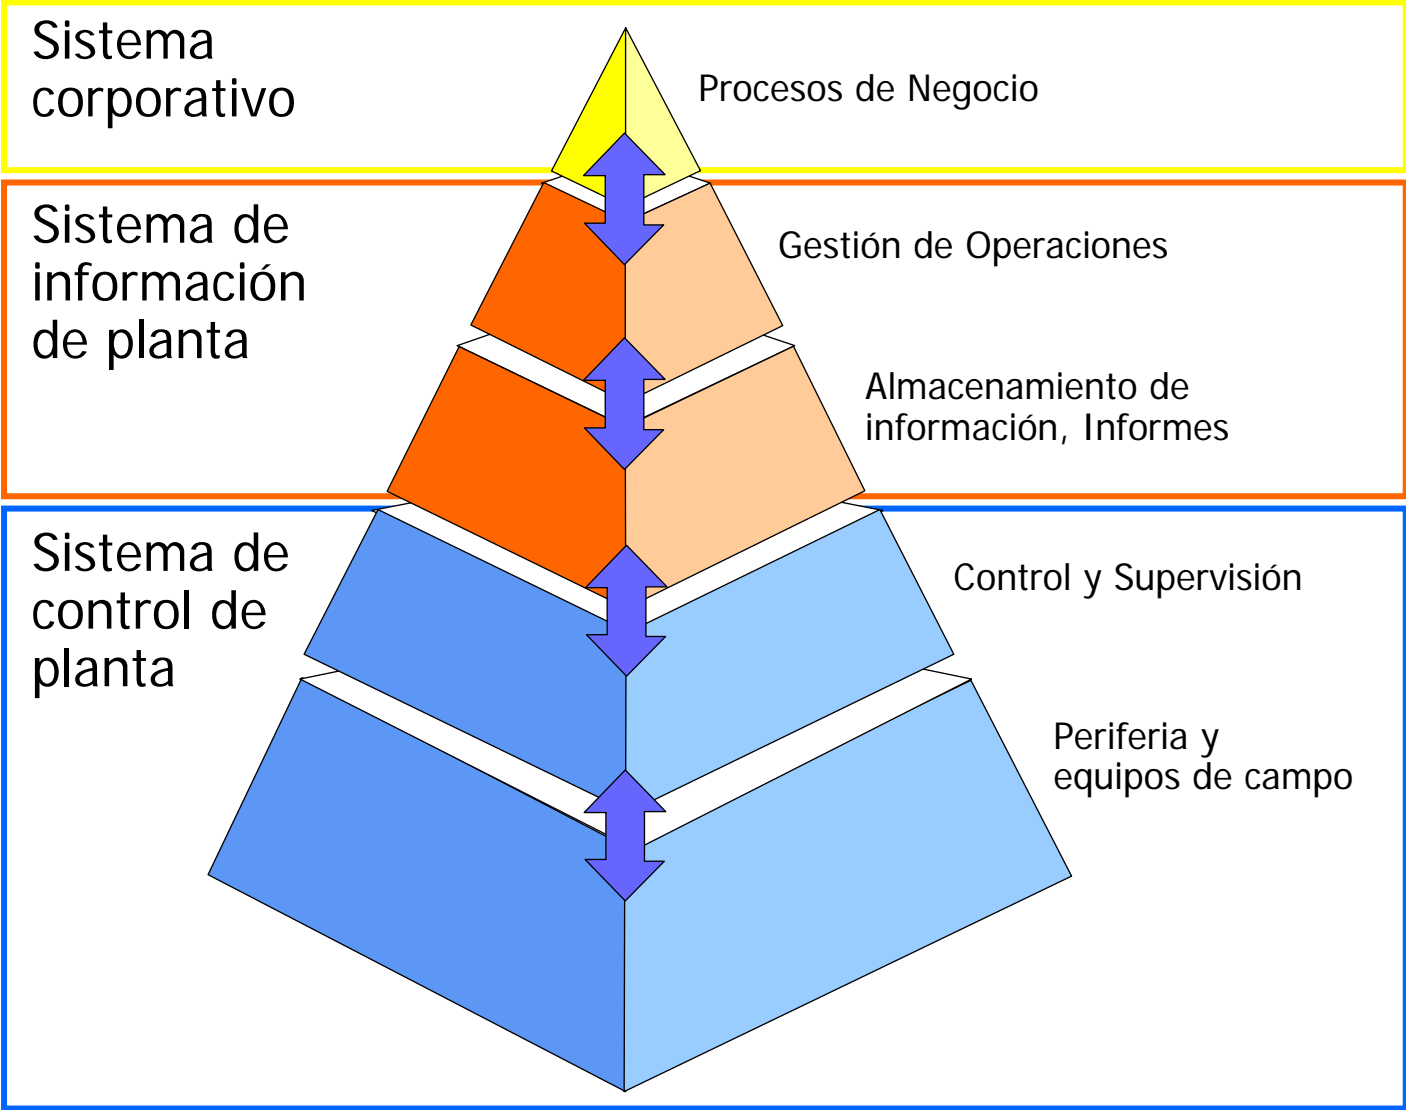 Sistema
corporativo
Procesos de Negocio
Sistema de
información
de planta
Gestión de Operaciones
Almacenamiento de
información, Informes
Sistema de
control de
planta
Control y Supervisión
Periferia y
equipos de campo